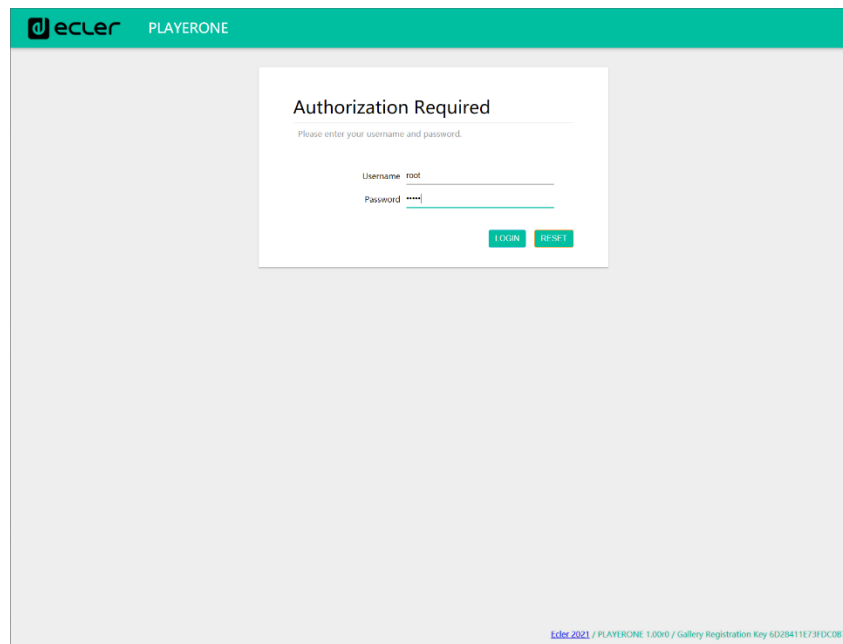 ecler PLAYERONE
Authorization Required
Please enter your username and password.
Username root
Password •••••
LOGIN RESET
Ecler 2021 / PLAYERONE 1.00r0 / Gallery Registration Key 6D28411E73FDC08